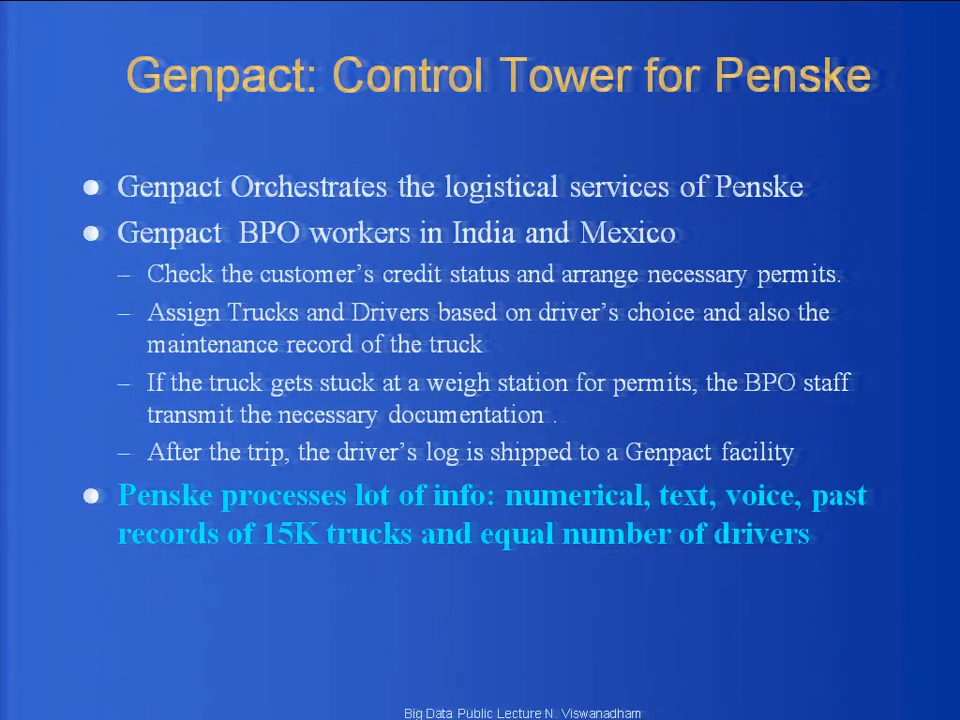 Genpact: Control Tower for Penske
● Genpact Orchestrates the logistical services of Penske
● Genpact BPO workers in India and Mexico
– Check the customer's credit status and arrange necessary permits.
– Assign Trucks and Drivers based on driver's choice and also the
maintenance record of the truck
– If the truck gets stuck at a weigh station for permits, the BPO staff
transmit the necessary documentation .
– After the trip, the driver's log is shipped to a Genpact facility
● Penske processes lot of info: numerical, text, voice, past
records of 15K trucks and equal number of drivers
Big Data Public Lecture N. Viswanadham